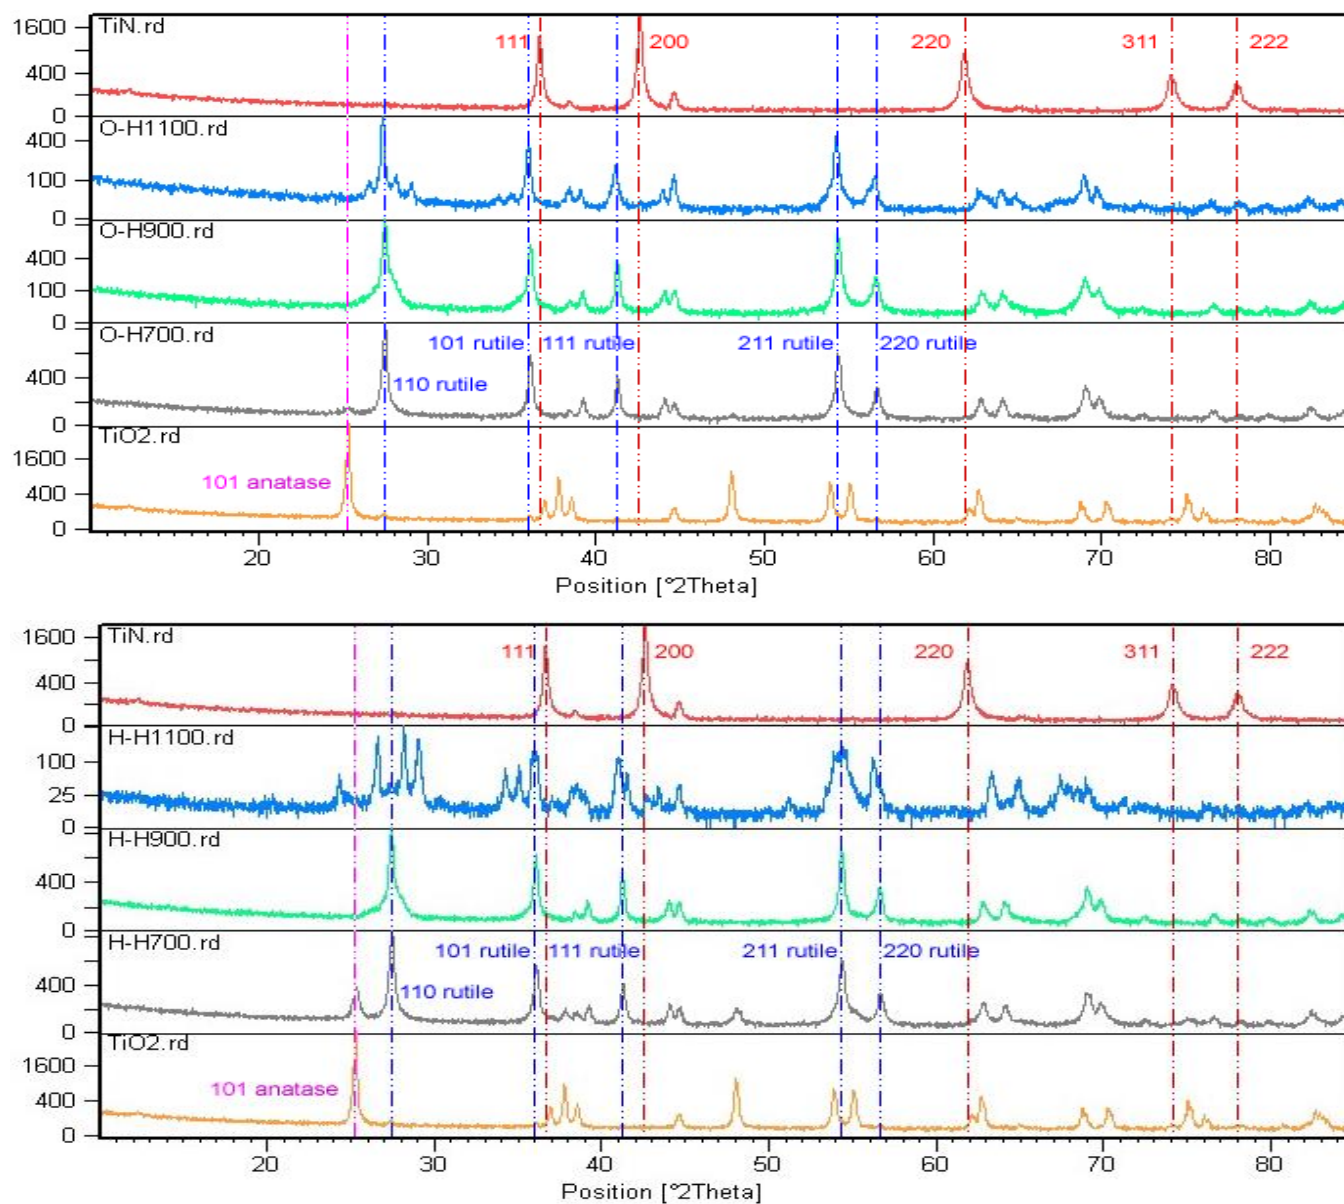 1600
TiN.rd
111
200
220
311
222
400
0
O-H1100.rd
400
100
0
O-H900.rd
400
100
0
O-H700.rd
101 rutile
111 rutile
211 rutile
220 rutile
400
110 rutile
0
TiO2.rd
1600
101 anatase
400
0
20 30 40 50 60 70 80
Position [°2Theta]
1600
TiN.rd
111
200
220
311
222
400
0
H-H1100.rd
100
25
0
H-H900.rd
400
0
H-H700.rd
101 rutile
111 rutile
211 rutile
220 rutile
400
110 rutile
0
TiO2.rd
1600
101 anatase
400
0
20 30 40 50 60 70 80
Position [°2Theta]